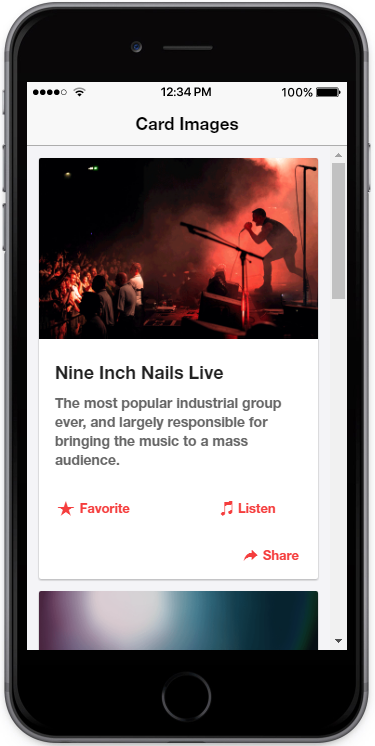 12:34 PM 100%
Card Images
Nine Inch Nails Live
The most popular industrial group
ever, and largely responsible for
bringing the music to a mass
audience.
Favorite Listen
Share